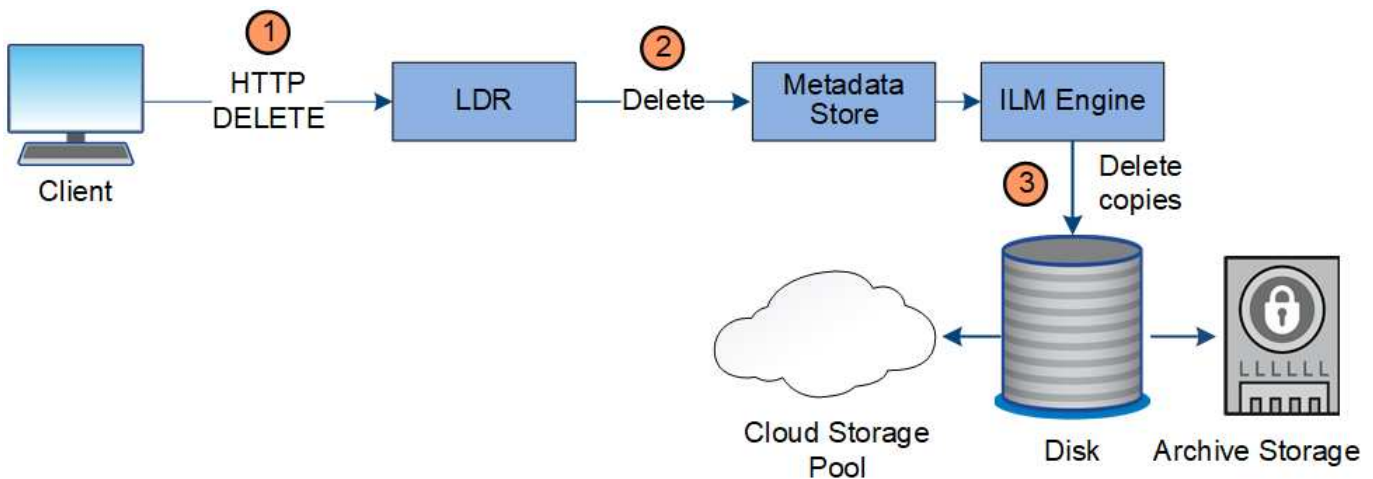 1
HTTP
DELETE
Client
LDR
2
Delete
Metadata
Store
ILM Engine
3
Delete
copies
Cloud Storage
Pool
Disk
LLLLLL
Archive Storage